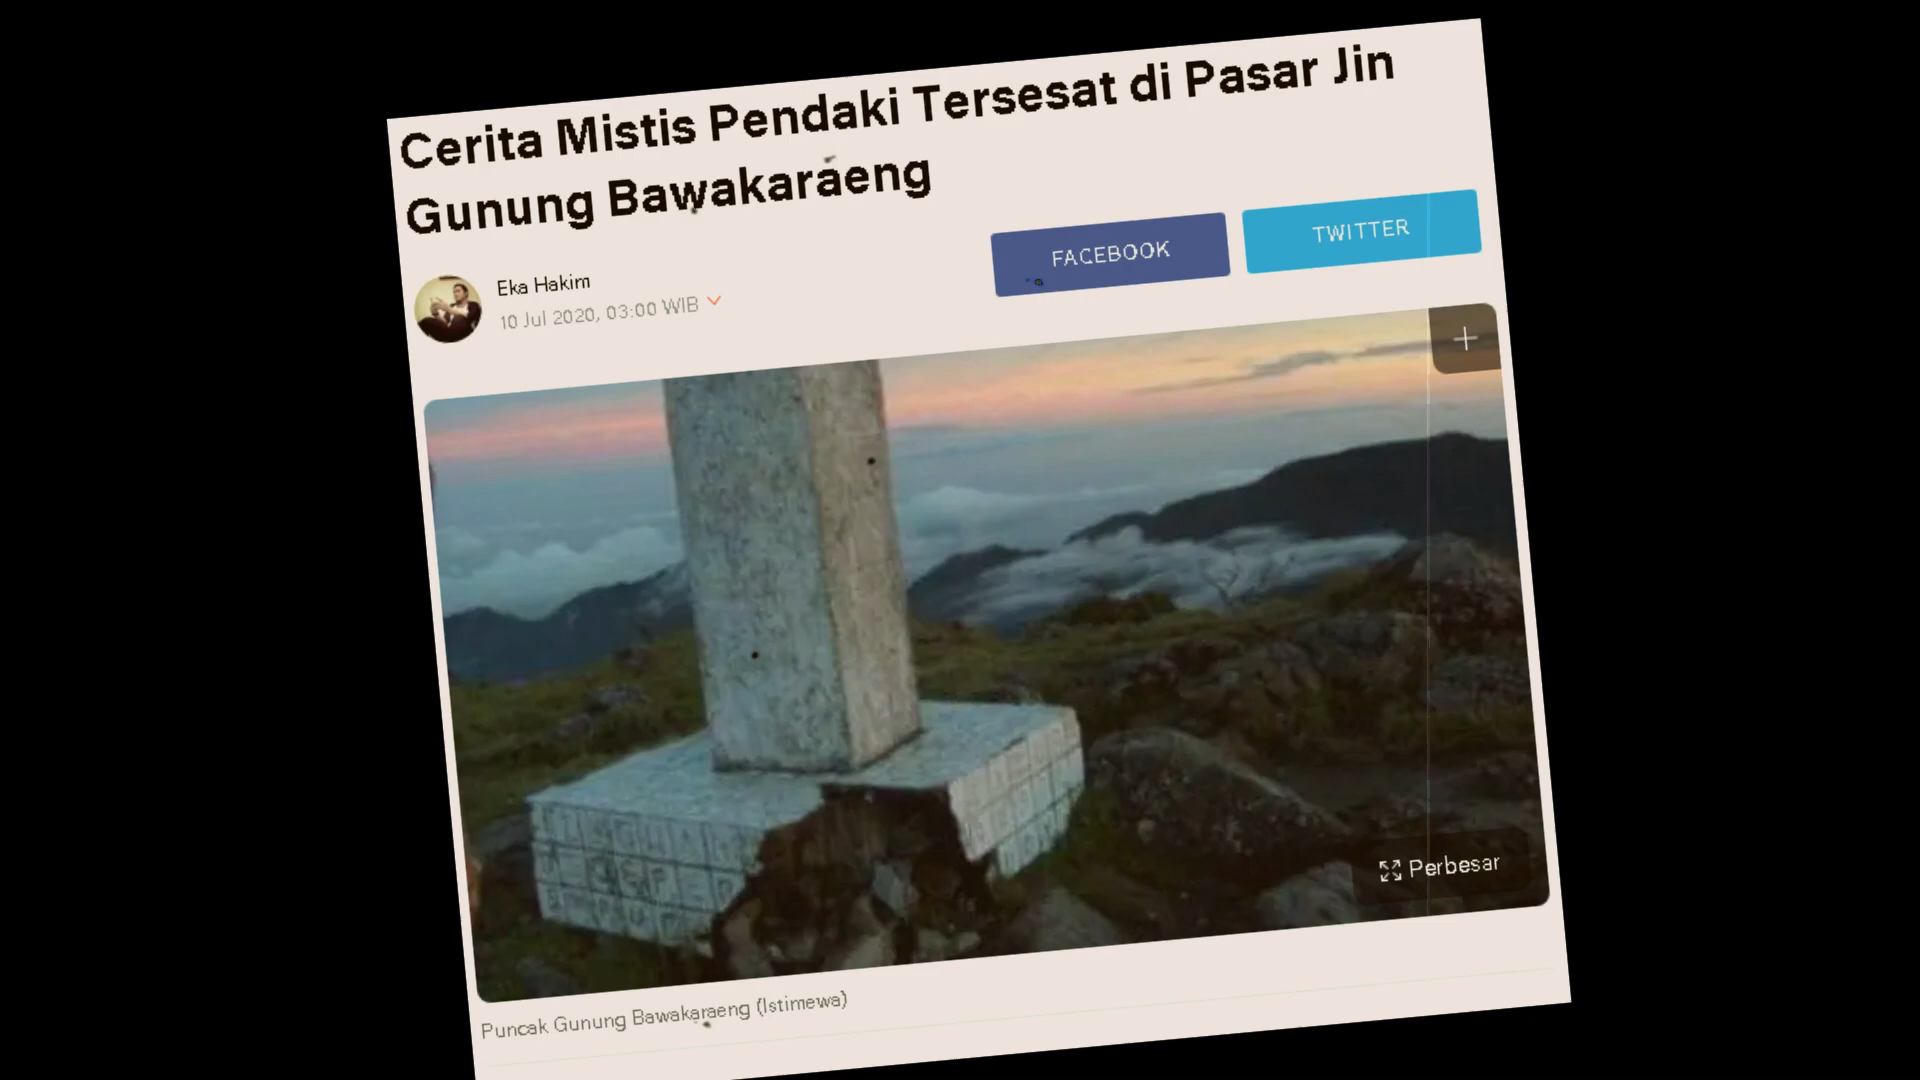 Cerita Mistis Pendaki Tersesat di Pasar Jin
Gunung Bawakaraeng
Eka Hakim
10 Jul 2020, 03:00 WIB
FACEBOOK
TWITTER
Perbesar
Puncak Gunung Bawakaraeng (Istimewa)